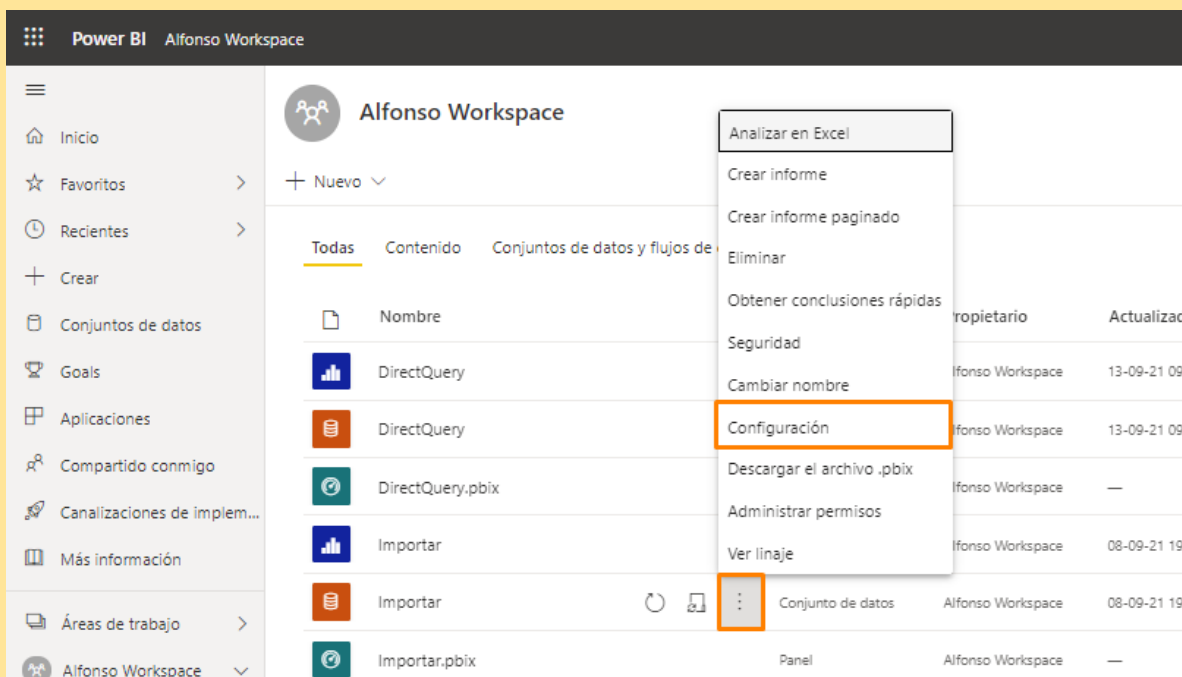 Power BI Alfonso Workspace
Alfonso Workspace
Inicio
Favoritos
Recientes
Crear
Conjuntos de datos
Goals
Aplicaciones
Compartido conmigo
Canalizaciones de implem...
Más información
Áreas de trabajo
Alfonso Workspace
Nuevo
Todas Contenido Conjuntos de datos y flujos de
Analizar en Excel
Crear informe
Crear informe paginado
Eliminar
Obtener conclusiones rápidas
Seguridad
Cambiar nombre
Configuración
Descargar el archivo .pbix
Administrar permisos
Ver linaje
Nombre ropietario Actualizad
DirectQuery lfonso Workspace 13-09-21 09
DirectQuery lfonso Workspace 13-09-21 09
DirectQuery.pbix lfonso Workspace —
Importar lfonso Workspace 08-09-21 19
Importar Conjunto de datos Alfonso Workspace 08-09-21 19
Importar.pbix Panel Alfonso Workspace —